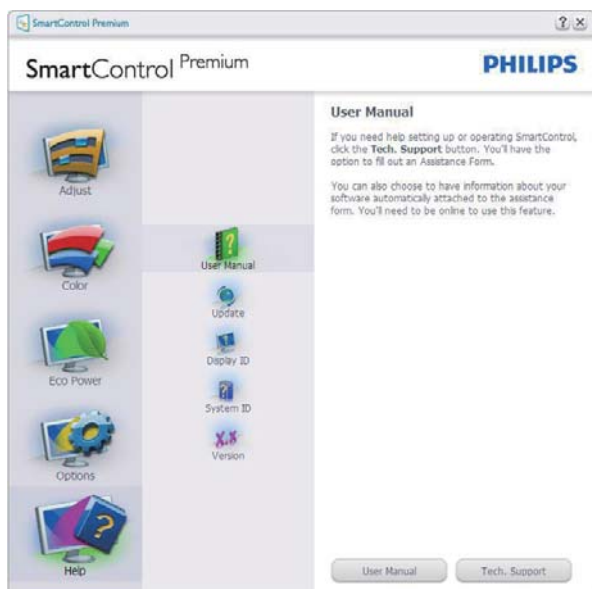 SmartControl Premium
SmartControl Premium
PHILIPS
Adjust
Color
Eco Power
Options
Help
User Manual
Update
Display ID
System ID
X.X
Version
User Manual
If you need help setting up or operating SmartControl,
click the Tech. Support button. You'll have the
option to fill out an Assistance Form.
You can also choose to have information about your
software automatically attached to the assistance
form. You'll need to be online to use this feature.
User Manual
Tech. Support